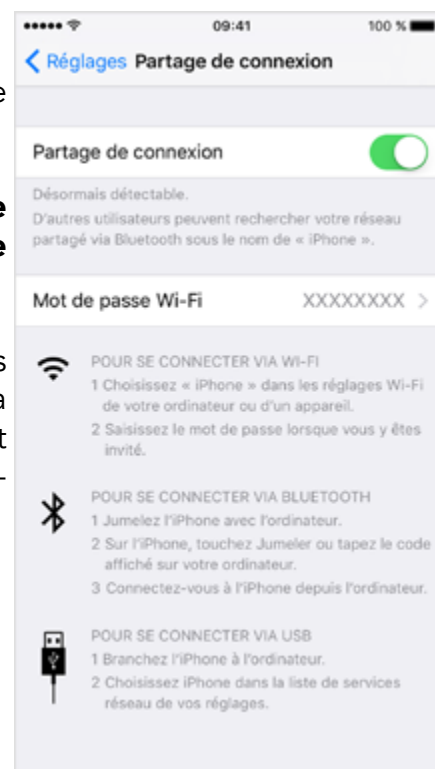 09:41
100 %
Réglages Partage de connexion
e
Partage de connexion
Désormais détectable.
D'autres utilisateurs peuvent rechercher votre réseau
partagé via Bluetooth sous le nom de « iPhone ».
e
e
Mot de passe Wi-Fi XXXXXXXX >
s
a
t
-
POUR SE CONNECTER VIA WI-FI
1 Choisissez « iPhone » dans les réglages Wi-Fi
de votre ordinateur ou d'un appareil.
2 Saisissez le mot de passe lorsque vous y êtes
invité.
POUR SE CONNECTER VIA BLUETOOTH
1 Jumelez l'iPhone avec l'ordinateur.
2 Sur l'iPhone, touchez Jumeler ou tapez le code
affiché sur votre ordinateur.
3 Connectez-vous à l'iPhone depuis l'ordinateur.
POUR SE CONNECTER VIA USB
1 Branchez l'iPhone à l'ordinateur.
2 Choisissez iPhone dans la liste de services
réseau de vos réglages.